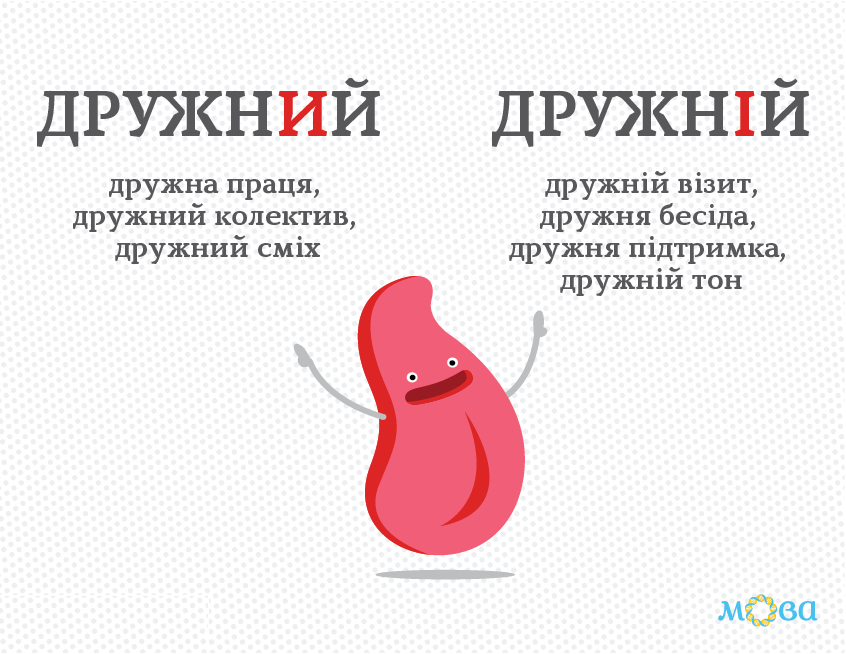 ДРУЖНИЙ
дружна праця,
дружний колектив,
дружний сміх
ДРУЖНІЙ
дружній візит,
дружня бесіда,
дружня підтримка,
дружній тон
мова